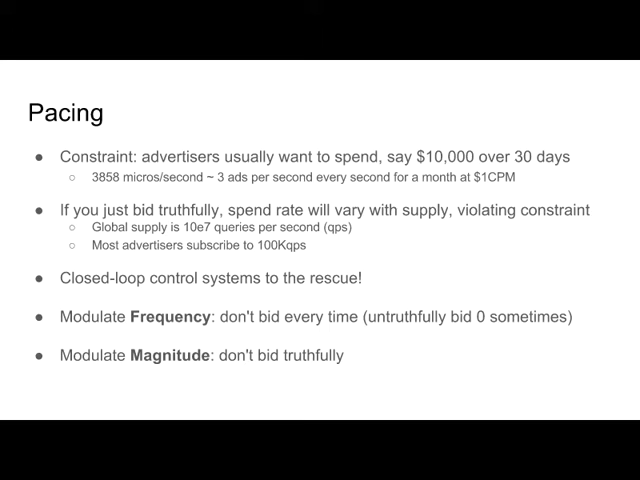 Pacing
● Constraint: advertisers usually want to spend, say $10,000 over 30 days
○ 3858 micros/second ~ 3 ads per second every second for a month at $1CPM
● If you just bid truthfully, spend rate will vary with supply, violating constraint
○ Global supply is 10e7 queries per second (qps)
○ Most advertisers subscribe to 100Kqps
● Closed-loop control systems to the rescue!
● Modulate Frequency: don't bid every time (untruthfully bid 0 sometimes)
● Modulate Magnitude: don't bid truthfully